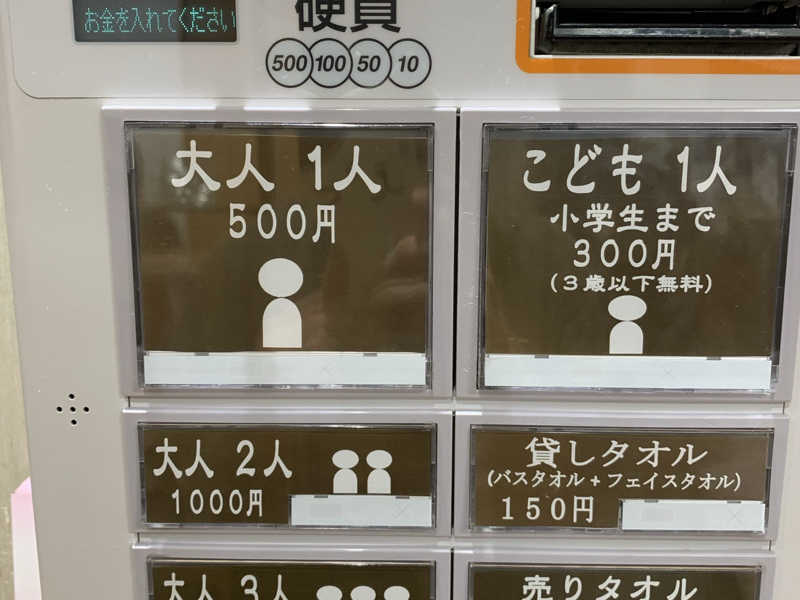 お金を入れてください
硬貨
500 100 50 10
大人 1人
500円
こども 1人
小学生まで
300円
(3歳以下無料)
大人 2人
1000円
貸しタオル
(バスタオル+フェイスタオル)
150円
大人 3人
売りタオル